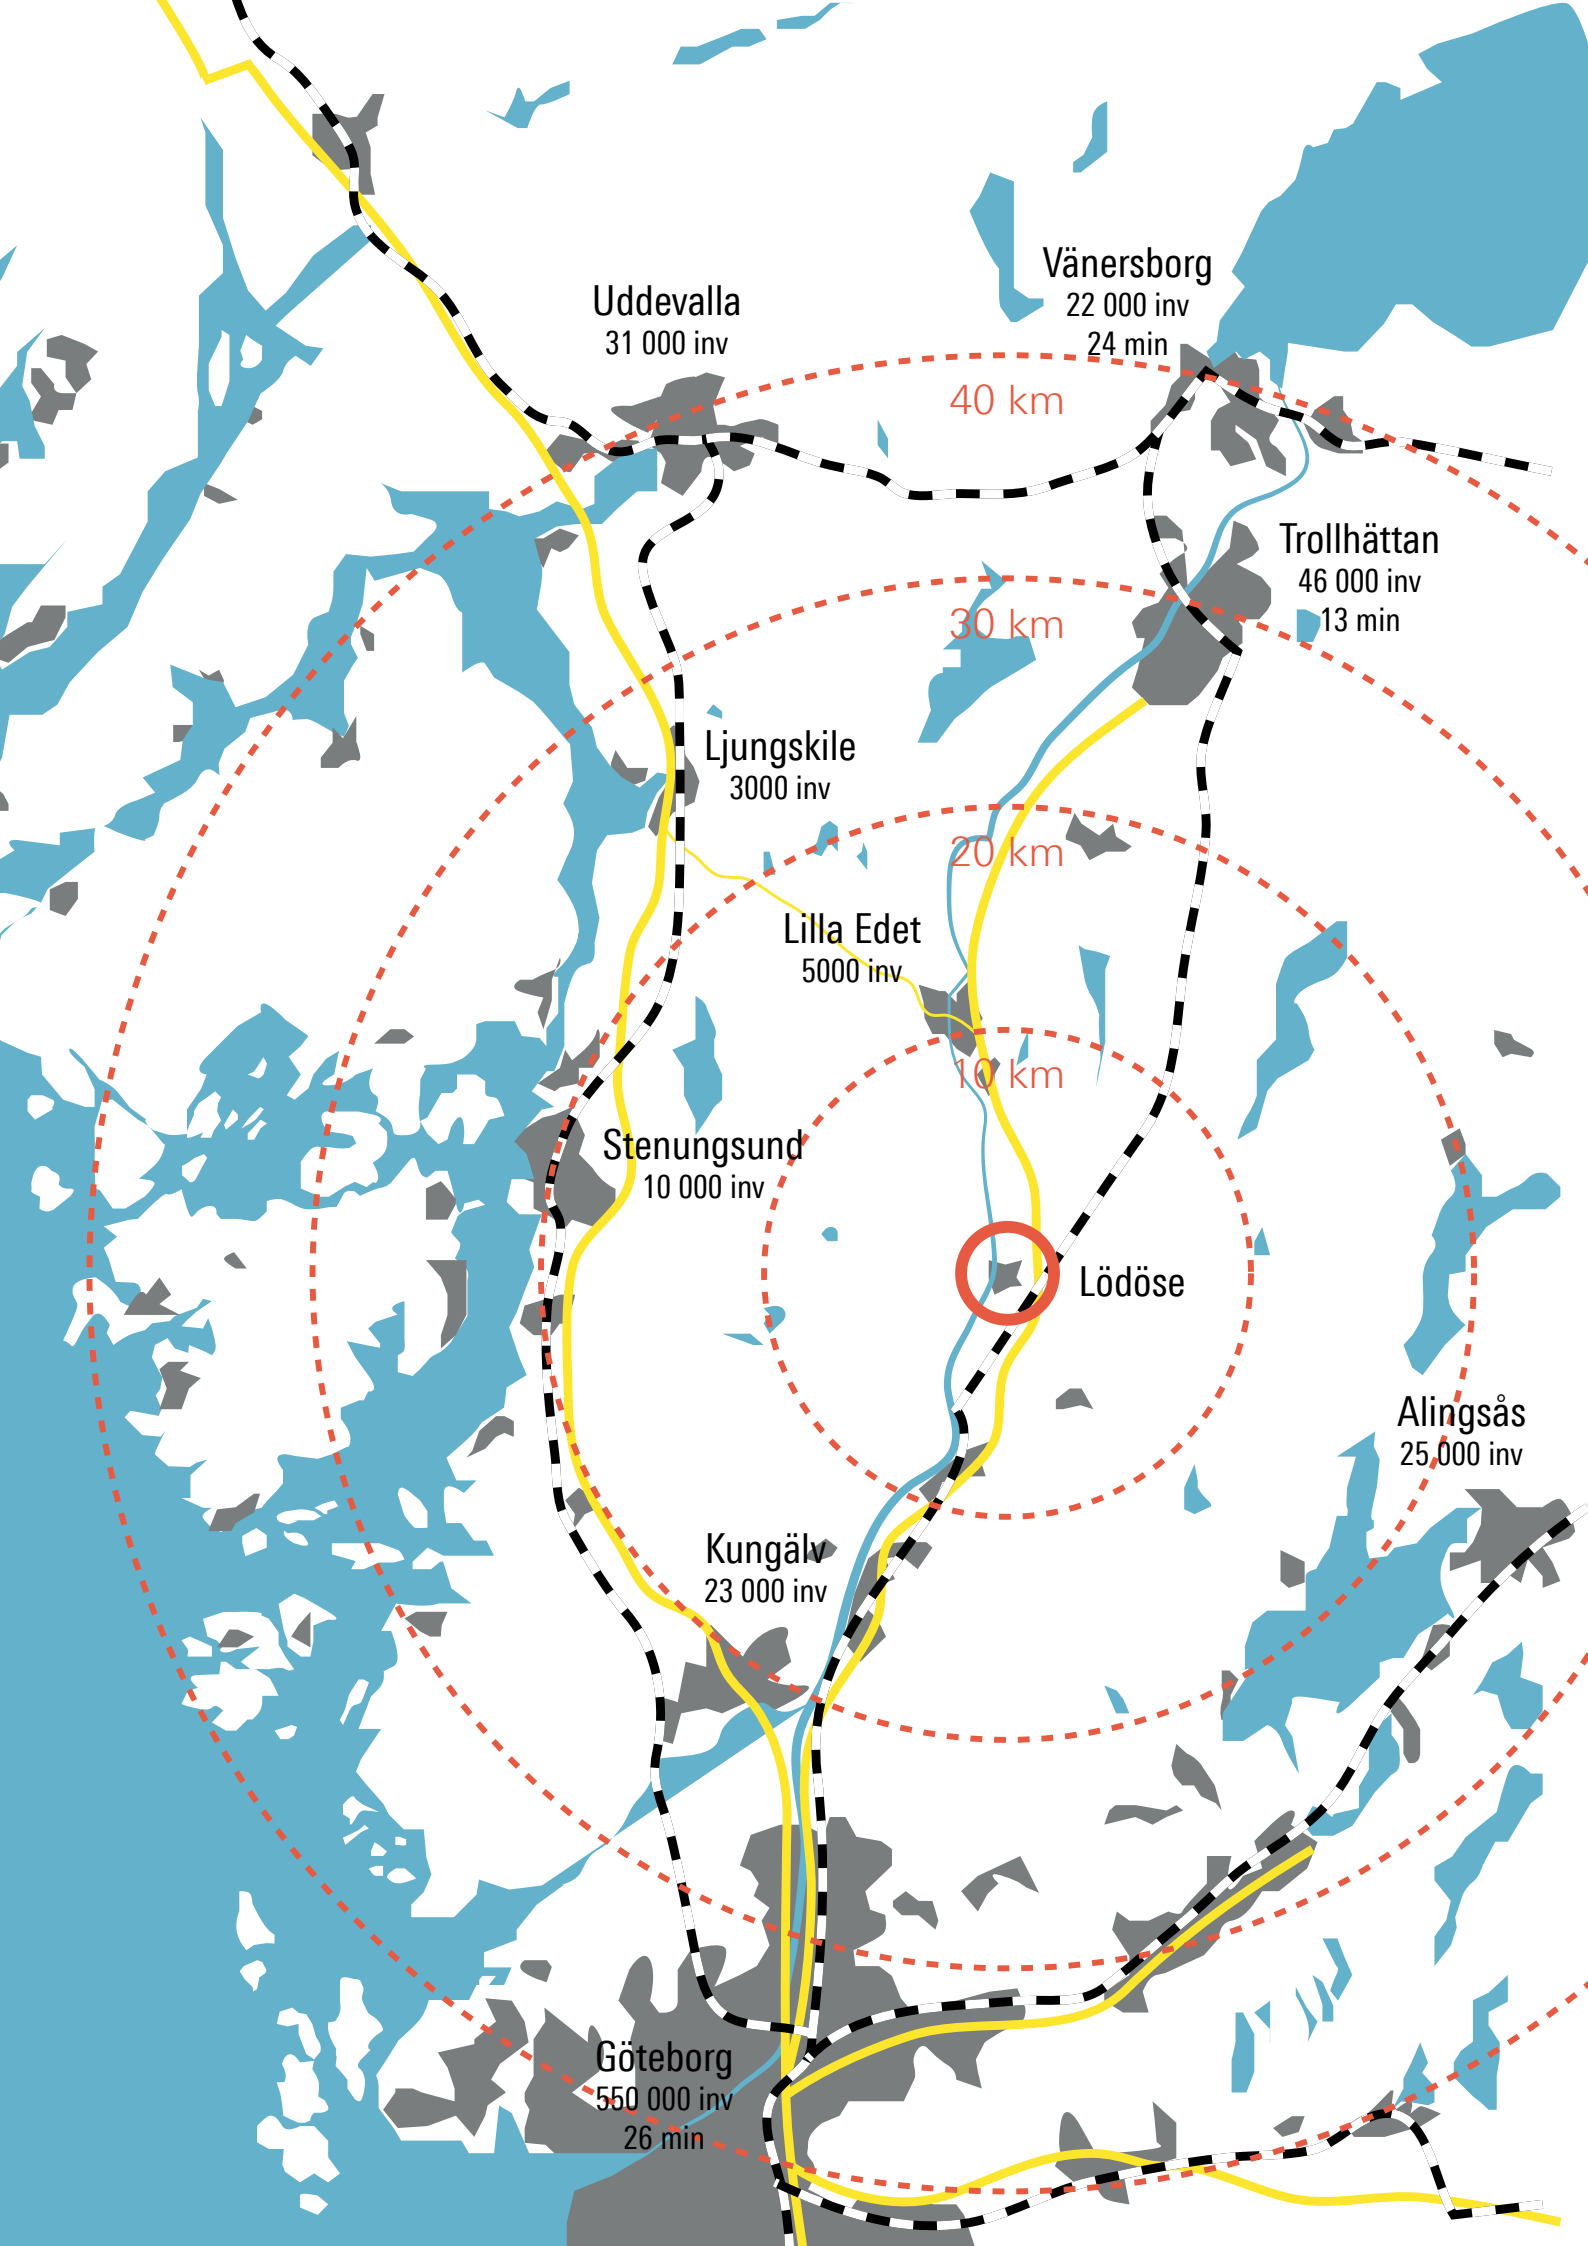 Vänersborg
22 000 inv
24 min
Uddevalla
31 000 inv
40 km
Trollhättan
46 000 inv
13 min
30 km
Ljungskile
3000 inv
20 km
Lilla Edet
5000 inv
10 km
Stenungsund
10 000 inv
Lödöse
Alingsås
25 000 inv
Kungälv
23 000 inv
Göteborg
550 000 inv
26 min